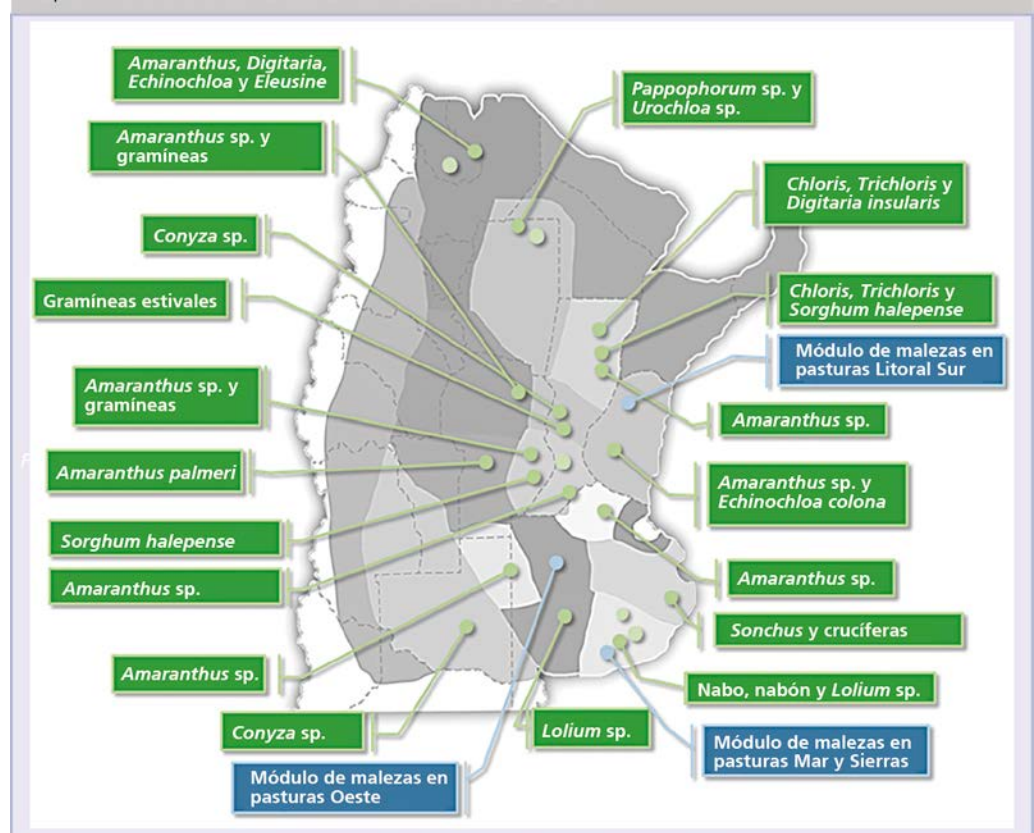 Amaranthus, Digitaria,
Echinochloa y Eleusine
Pappophorum sp. y
Urochloa sp.
Amaranthus sp. y
gramíneas
Chloris, Trichloris y
Digitaria insularis
Conyza sp.
Gramíneas estivales
Chloris, Trichloris y
Sorghum halepense
Módulo de malezas en
pasturas Litoral Sur
Amaranthus sp. y
gramíneas
Amaranthus sp.
Amaranthus palmeri
Amaranthus sp. y
Echinochloa colona
Sorghum halepense
Amaranthus sp.
Amaranthus sp.
Sonchus y crucíferas
Amaranthus sp.
Nabo, nabón y Lolium sp.
Conyza sp.
Lolium sp.
Módulo de malezas en
pasturas Mar y Sierras
Módulo de malezas en
pasturas Oeste